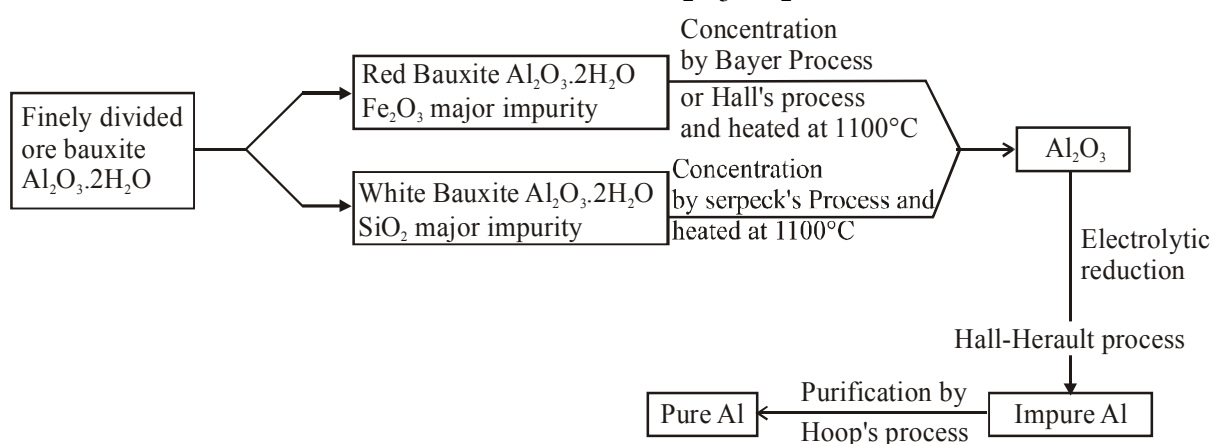 Finely divided
ore bauxite
Al₂O₃.2H₂O
Red Bauxite Al₂O₃.2H₂O
Fe₂O₃ major impurity
White Bauxite Al₂O₃.2H₂O
SiO₂ major impurity
Concentration
by Bayer Process
or Hall's process
and heated at 1100°C
Concentration
by serpeck's Process and
heated at 1100°C
Al₂O₃
Electrolytic
reduction
Hall-Herault process
Impure Al
Purification by
Hoop's process
Pure Al